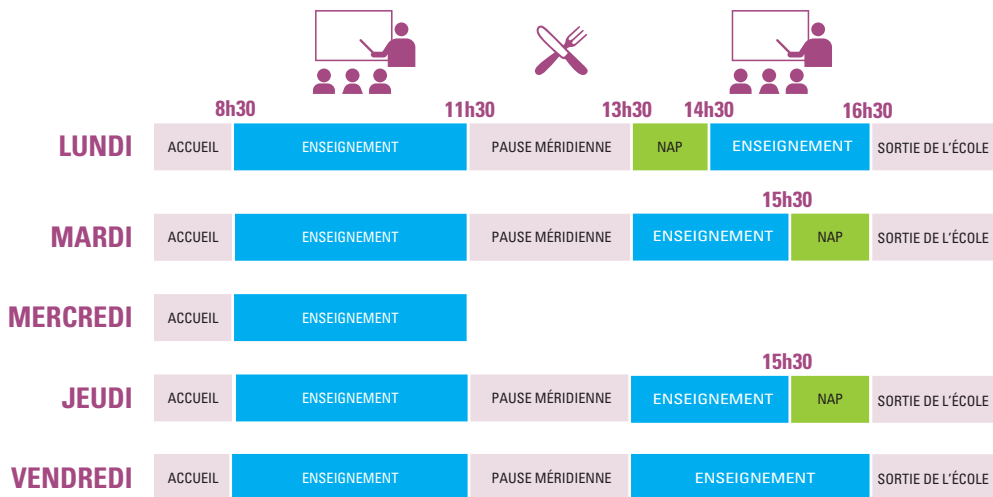 8h30 11h30 13h30 14h30 16h30
LUNDI ACCUEIL ENSEIGNEMENT PAUSE MÉRIDIENNE NAP ENSEIGNEMENT SORTIE DE L'ÉCOLE
15h30
MARDI ACCUEIL ENSEIGNEMENT PAUSE MÉRIDIENNE ENSEIGNEMENT NAP SORTIE DE L'ÉCOLE
MERCREDI ACCUEIL ENSEIGNEMENT
15h30
JEUDI ACCUEIL ENSEIGNEMENT PAUSE MÉRIDIENNE ENSEIGNEMENT NAP SORTIE DE L'ÉCOLE
VENDREDI ACCUEIL ENSEIGNEMENT PAUSE MÉRIDIENNE ENSEIGNEMENT SORTIE DE L'ÉCOLE